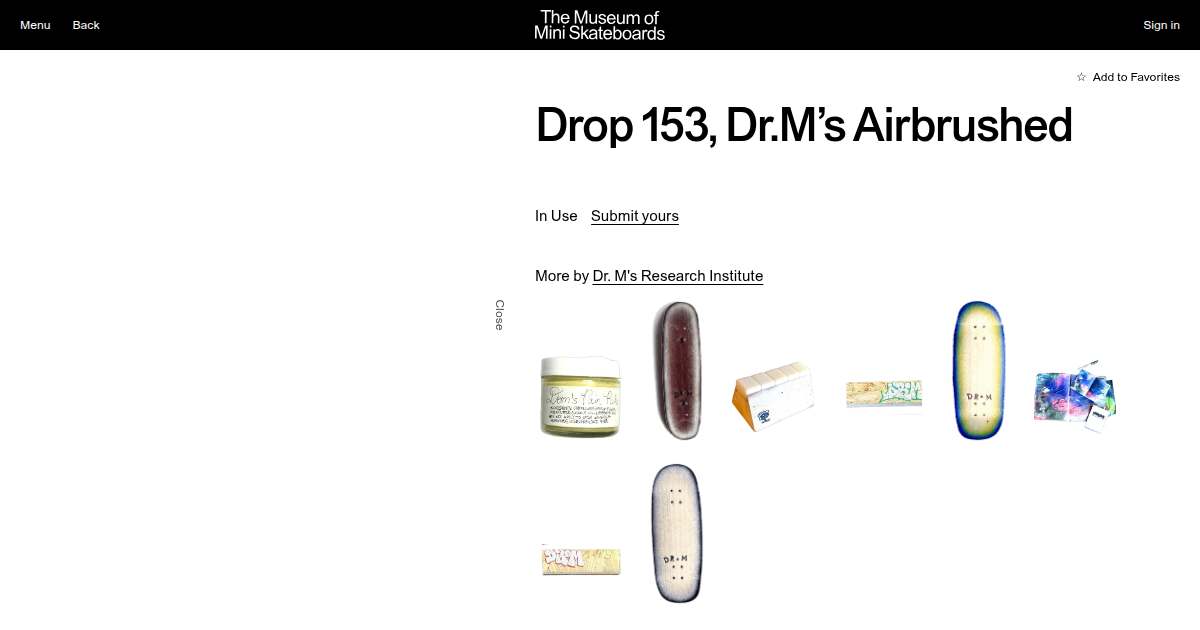 Menu
Back
The Museum of
Mini Skateboards
Sign in
☆ Add to Favorites
Drop 153, Dr.M’s Airbrushed
In Use
Submit yours
More by Dr. M's Research Institute
Close
DR M
DR M
DR M